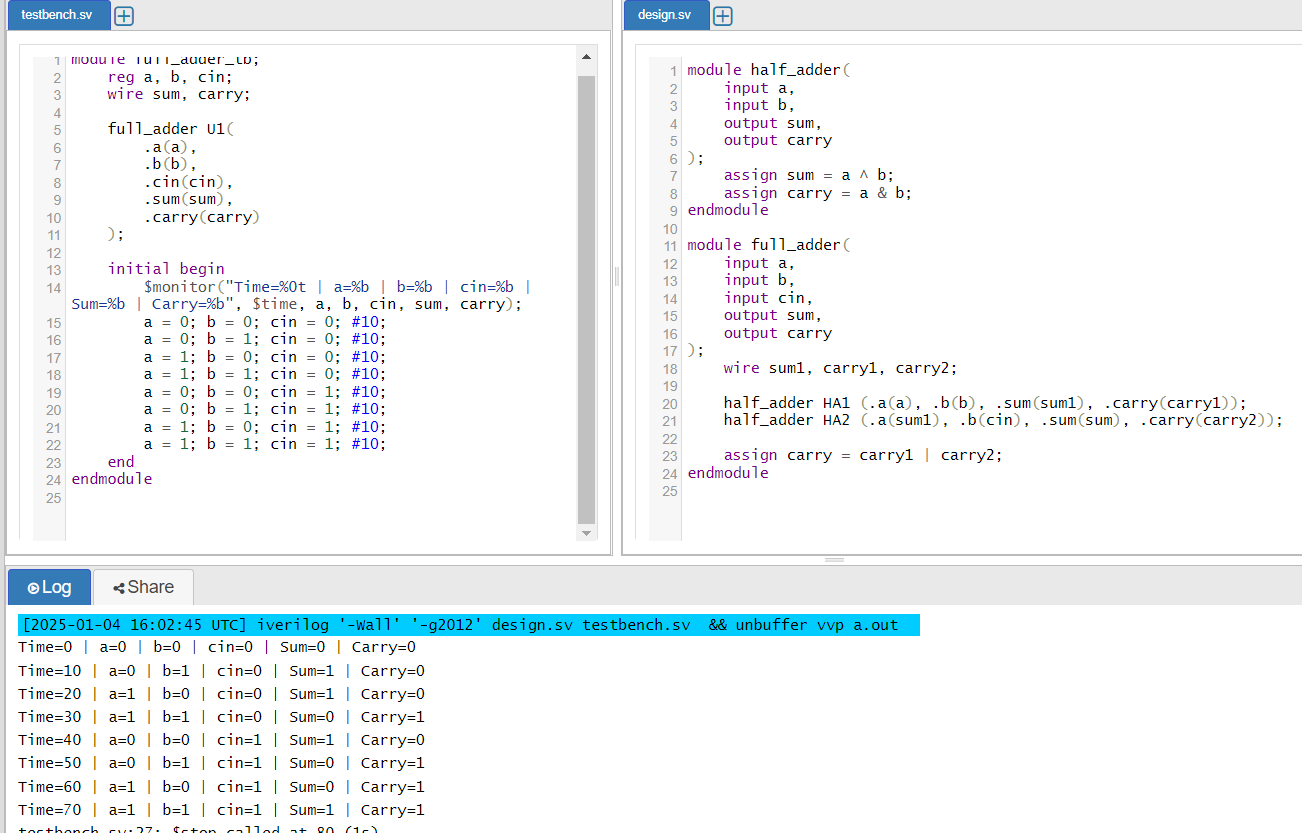 testbench.sv
1 module full_adder_tb;
2 reg a, b, cin;
3 wire sum, carry;
4
5 full_adder U1(
6 .a(a),
7 .b(b),
8 .cin(cin),
9 .sum(sum),
10 .carry(carry)
11 );
12
13 initial begin
14 $monitor("Time=%0t | a=%b | b=%b | cin=%b |
Sum=%b | Carry=%b", $time, a, b, cin, sum, carry);
15 a = 0; b = 0; cin = 0; #10;
16 a = 0; b = 1; cin = 0; #10;
17 a = 1; b = 0; cin = 0; #10;
18 a = 1; b = 1; cin = 0; #10;
19 a = 0; b = 0; cin = 1; #10;
20 a = 0; b = 1; cin = 1; #10;
21 a = 1; b = 0; cin = 1; #10;
22 a = 1; b = 1; cin = 1; #10;
23 end
24 endmodule
25
design.sv
1 module half_adder(
2 input a,
3 input b,
4 output sum,
5 output carry
6 );
7 assign sum = a ^ b;
8 assign carry = a & b;
9 endmodule
10
11 module full_adder(
12 input a,
13 input b,
14 input cin,
15 output sum,
16 output carry
17 );
18 wire sum1, carry1, carry2;
19
20 half_adder HA1 (.a(a), .b(b), .sum(sum1), .carry(carry1));
21 half_adder HA2 (.a(sum1), .b(cin), .sum(sum), .carry(carry2));
22
23 assign carry = carry1 | carry2;
24 endmodule
25
Log
Share
[2025-01-04 16:02:45 UTC] iverilog '-Wall' '-g2012' design.sv testbench.sv && unbuffer vvp a.out
Time=0 | a=0 | b=0 | cin=0 | Sum=0 | Carry=0
Time=10 | a=0 | b=1 | cin=0 | Sum=1 | Carry=0
Time=20 | a=1 | b=0 | cin=0 | Sum=1 | Carry=0
Time=30 | a=1 | b=1 | cin=0 | Sum=0 | Carry=1
Time=40 | a=0 | b=0 | cin=1 | Sum=1 | Carry=0
Time=50 | a=0 | b=1 | cin=1 | Sum=0 | Carry=1
Time=60 | a=1 | b=0 | cin=1 | Sum=0 | Carry=1
Time=70 | a=1 | b=1 | cin=1 | Sum=1 | Carry=1
testbench.sv:27: $stop called at 80 (1s)